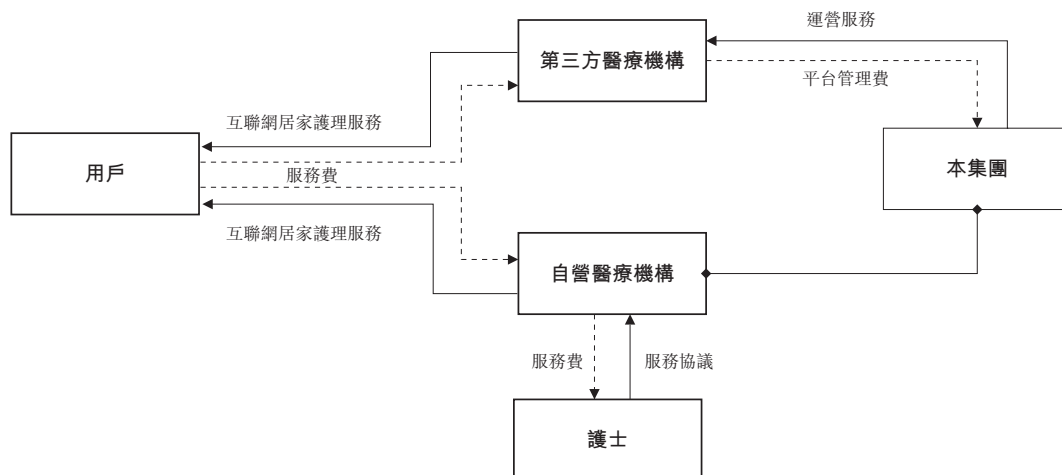 運營服務
第三方醫療機構
平台管理費
互聯網居家護理服務
用戶
服務費
本集團
互聯網居家護理服務
自營醫療機構
服務費
服務協議
護士